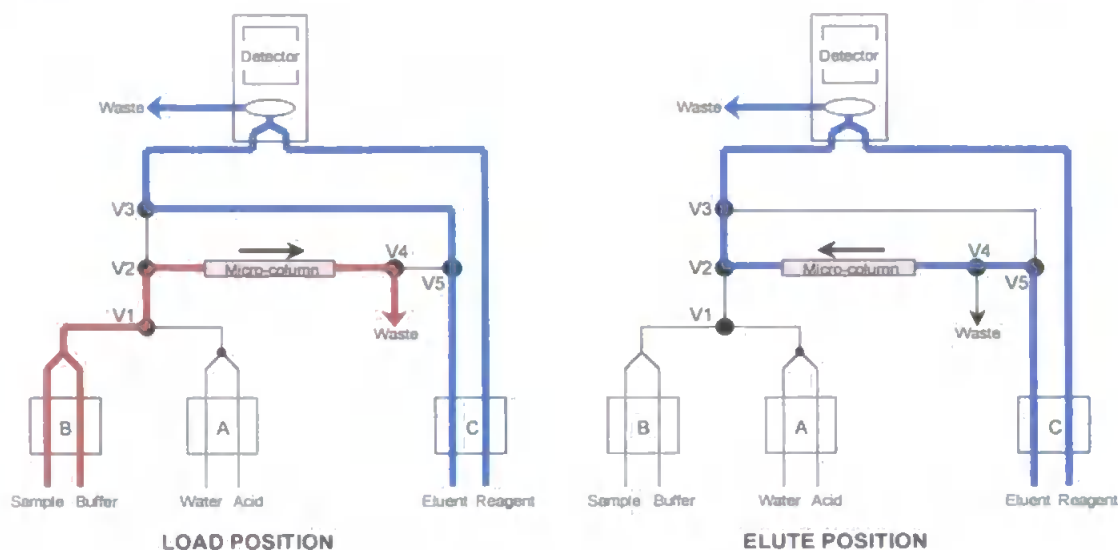 Detector
Waste
V3
V2
V4
Micro-column
V5
V1
Waste
B
A
C
Sample Buffer
Water Acid
Eluent Reagent
LOAD POSITION
Detector
Waste
V3
V2
V4
Micro-column
V5
V1
Waste
B
A
C
Sample Buffer
Water Acid
Eluent Reagent
ELUTE POSITION